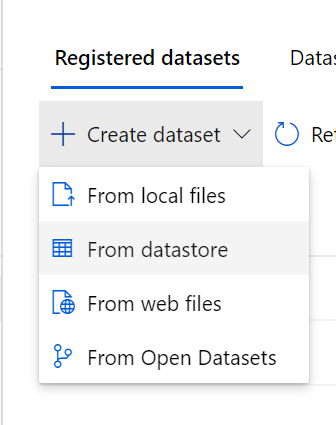 Registered datasets
Create dataset
From local files
From datastore
From web files
From Open Datasets